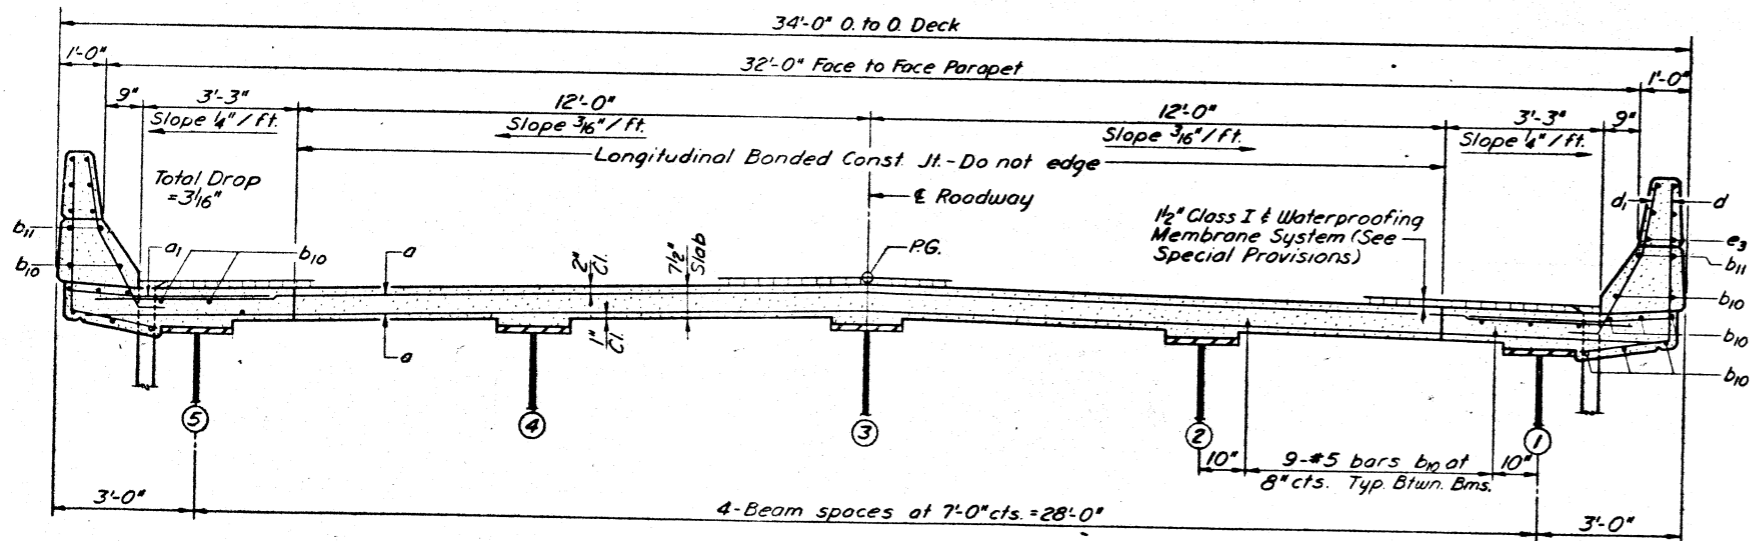 34'-0" O. to O. Deck
1'-0"
32'-0" Face to Face Parapet
1'-0"
9"
3'-3"
12'-0"
12'-0"
3'-3"
9"
Slope 1/4"/ft.
Slope 3/16"/ft.
Slope 3/16"/ft.
Slope 1/4"/ft.
Longitudinal Bonded Const. Jt.-Do not edge
Total Drop
=3 1/16"
℄ Roadway
1 1/2" Class I & Waterproofing
Membrane System (See
Special Provisions)
d1
d
b11
a1
b10
a
2"
Cl.
7 1/2"
Slab
P.G.
e3
b11
b10
b10
b10
b10
a
1"
Cl.
5
4
3
2
1
10"
9-#5 bars b10 at
8" cts. Typ. Btwn. Bms.
10"
3'-0"
4-Beam spaces at 7'-0" cts. = 28'-0"
3'-0"